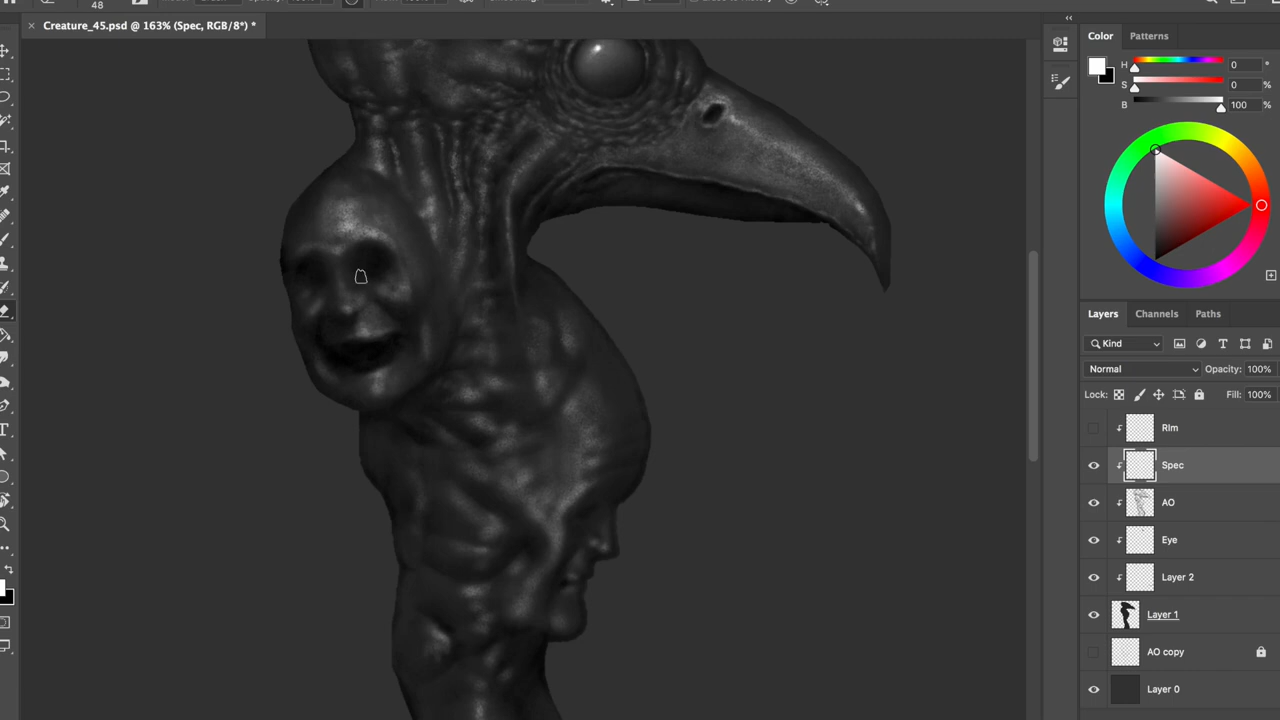 48
Creature_45.psd @ 163% (Spec, RGB/8*) *
Color
Patterns
H 0 °
S 0 %
B 100 %
Layers
Channels
Paths
Kind
Normal
Opacity: 100%
Lock:
Fill: 100%
RIm
Spec
AO
Eye
Layer 2
Layer 1
AO copy
Layer 0